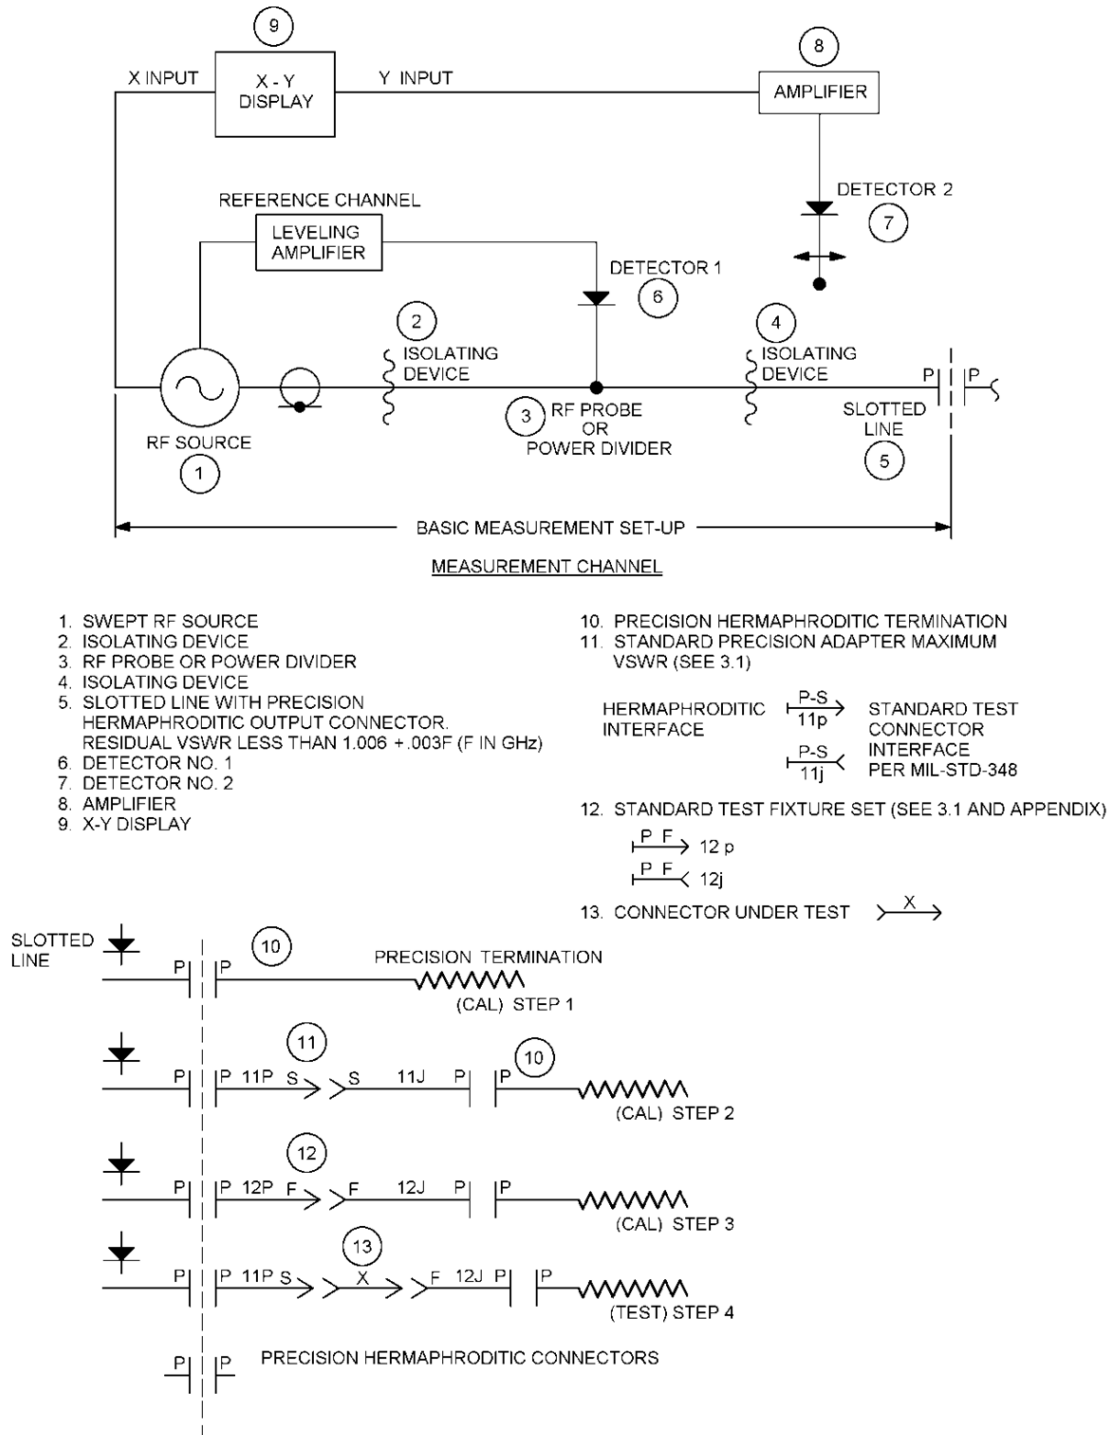 9
8
X INPUT
X - Y
DISPLAY
Y INPUT
AMPLIFIER
REFERENCE CHANNEL
LEVELING
AMPLIFIER
DETECTOR 2
7
DETECTOR 1
6
2
ISOLATING
DEVICE
4
ISOLATING
DEVICE
P P
RF SOURCE
1
3
RF PROBE
OR
POWER DIVIDER
SLOTTED
LINE
5
BASIC MEASUREMENT SET-UP
MEASUREMENT CHANNEL
1. SWEPT RF SOURCE
2. ISOLATING DEVICE
3. RF PROBE OR POWER DIVIDER
4. ISOLATING DEVICE
5. SLOTTED LINE WITH PRECISION
HERMAPHRODITIC OUTPUT CONNECTOR.
RESIDUAL VSWR LESS THAN 1.006 +.003F (F IN GHz)
6. DETECTOR NO. 1
7. DETECTOR NO. 2
8. AMPLIFIER
9. X-Y DISPLAY
10. PRECISION HERMAPHRODITIC TERMINATION
11. STANDARD PRECISION ADAPTER MAXIMUM
VSWR (SEE 3.1)
HERMAPHRODITIC
INTERFACE
P-S
11p
P-S
11j
STANDARD TEST
CONNECTOR
INTERFACE
PER MIL-STD-348
12. STANDARD TEST FIXTURE SET (SEE 3.1 AND APPENDIX)
P F 12 p
P F 12j
13. CONNECTOR UNDER TEST X
SLOTTED
LINE
P P 10 PRECISION TERMINATION
(CAL) STEP 1
11 10
P P 11P S S 11J P P
(CAL) STEP 2
12
P P 12P F F 12J P P
(CAL) STEP 3
13
P P 11P S X F 12J P P
(TEST) STEP 4
P P PRECISION HERMAPHRODITIC CONNECTORS